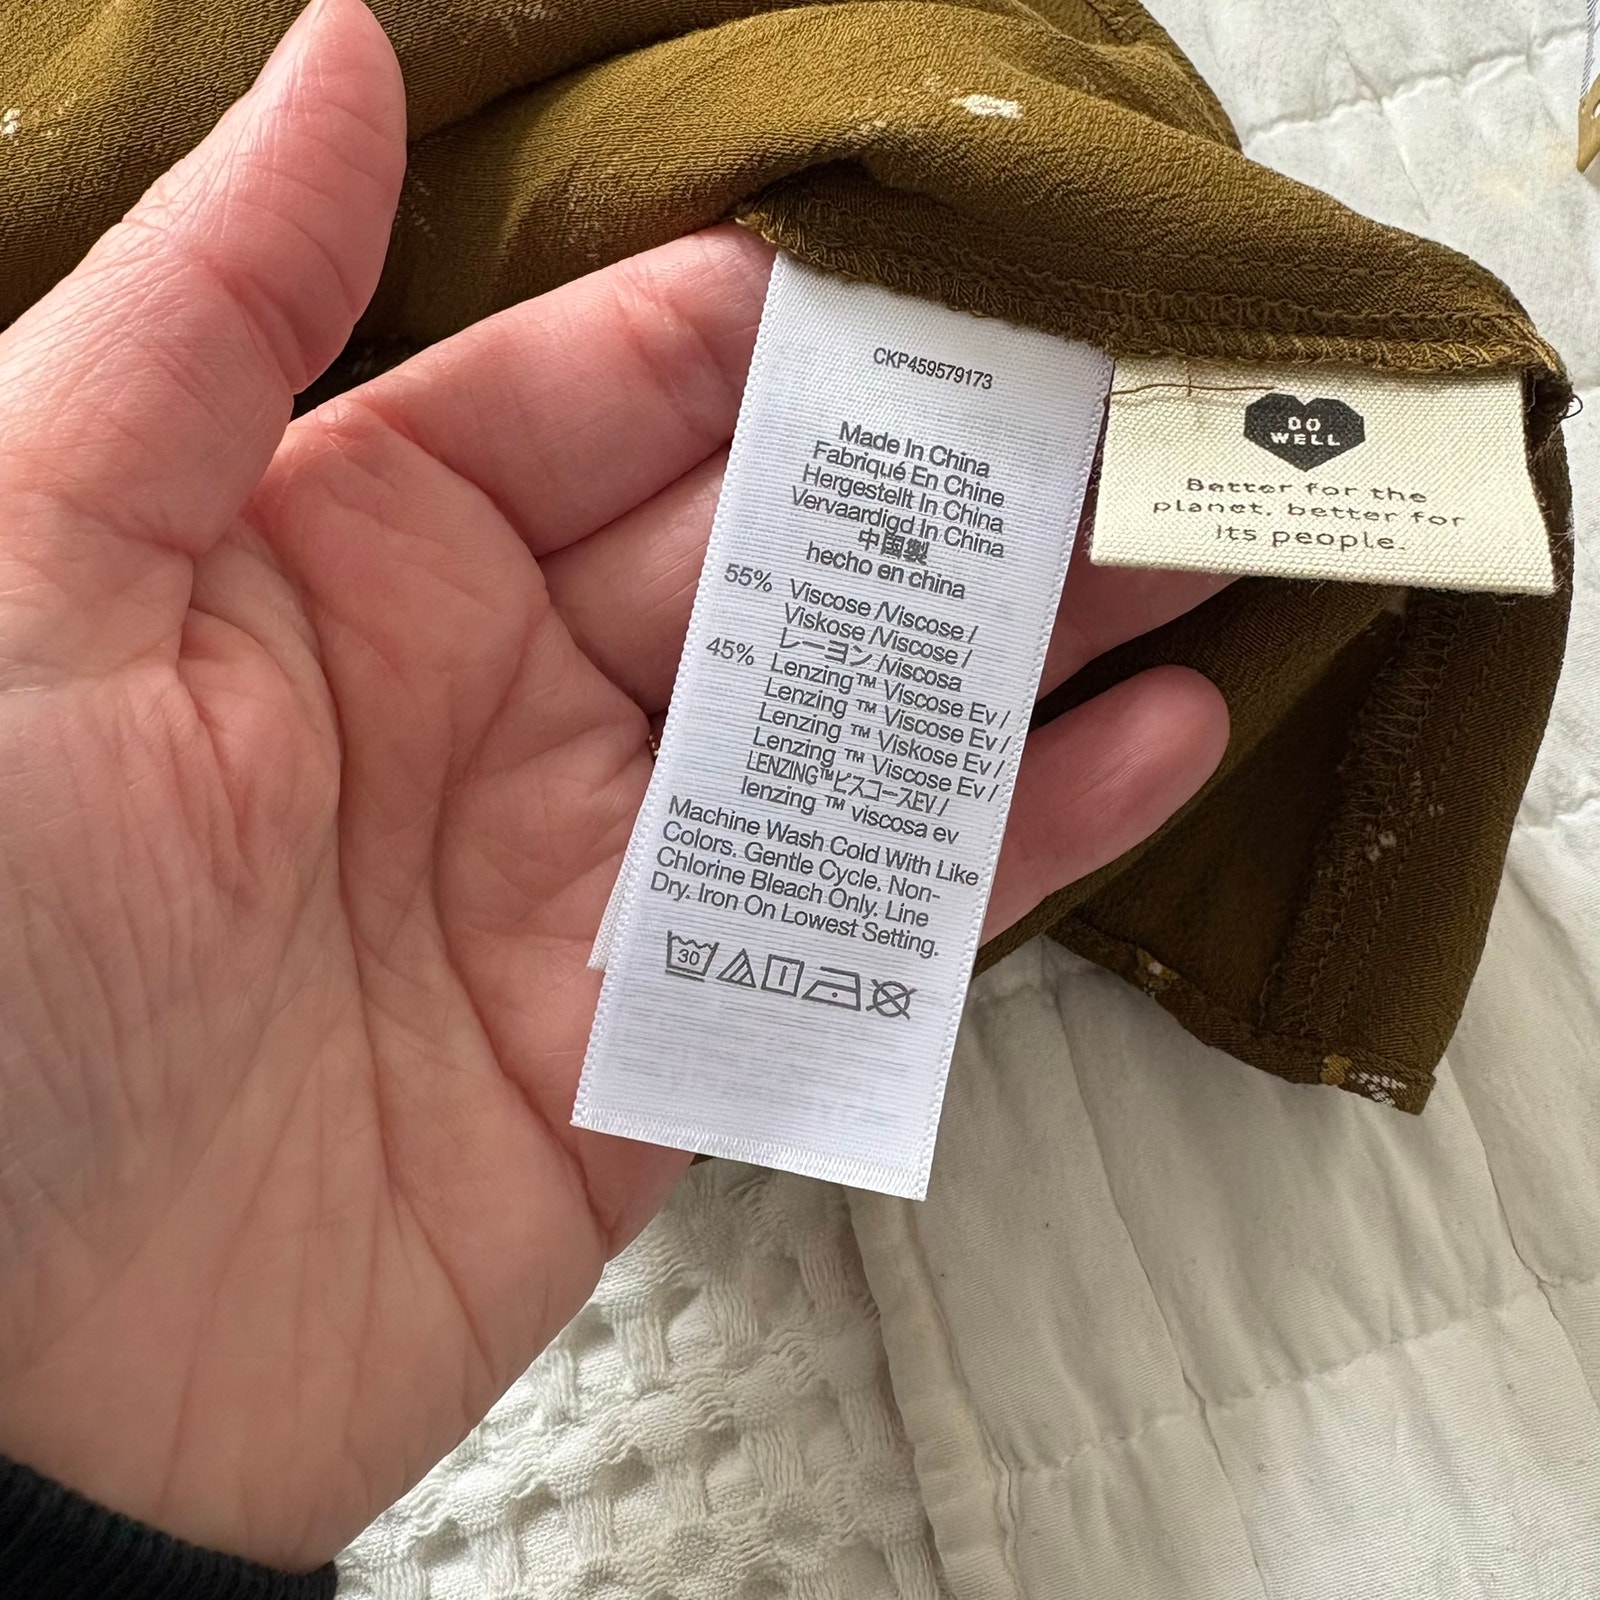 CKP459579173
Made In China
Fabriqué En Chine
Hergestellt In China
Vervaardigd In China
中国製
hecho en china
55% Viscose /Viscose /
Viskose /Viscose /
レーヨン /viscosa
45% Lenzing™ Viscose Ev /
Lenzing ™ Viscose Ev /
Lenzing ™ Viskose Ev /
Lenzing ™ Viscose Ev /
LENZING™ビスコースEV /
lenzing ™ viscosa ev
Machine Wash Cold With Like
Colors. Gentle Cycle. Non-
Chlorine Bleach Only. Line
Dry. Iron On Lowest Setting.
30
DO
WELL
Better for the
planet, better for
its people.